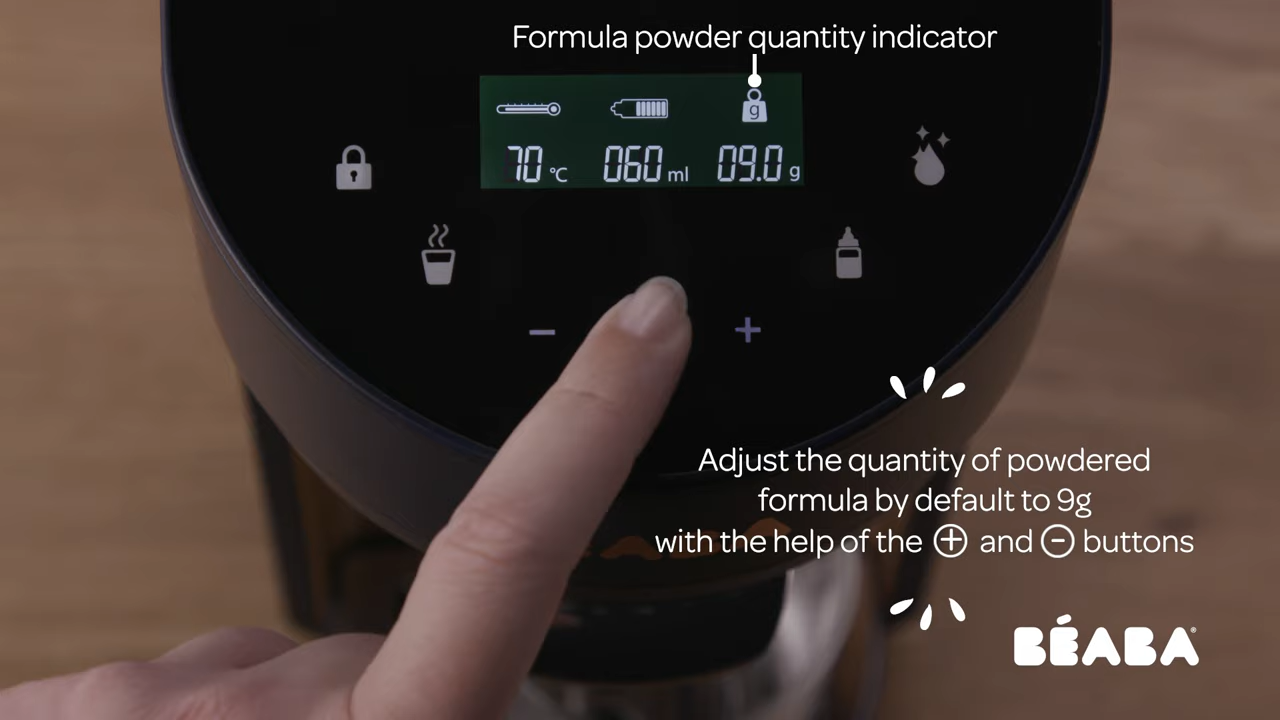 Formula powder quantity indicator
g
70 °C 060 ml 09.0 g
− +
Adjust the quantity of powdered
formula by default to 9g
with the help of the + and − buttons
BÉABA®